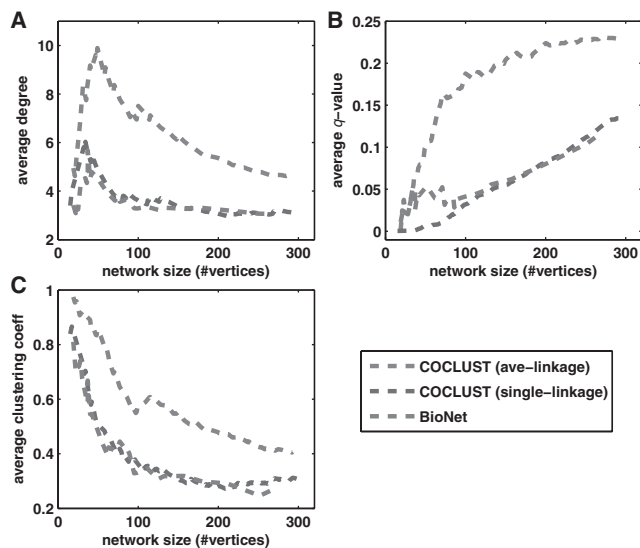 A
10
8
6
4
2
average degree
0
100
200
300
network size (#vertices)
B
0.25
0.2
0.15
0.1
0.05
0
average q-value
0
100
200
300
network size (#vertices)
C
1
0.8
0.6
0.4
0.2
average clustering coeff
0
100
200
300
network size (#vertices)
COCLUST (ave-linkage)
COCLUST (single-linkage)
BioNet